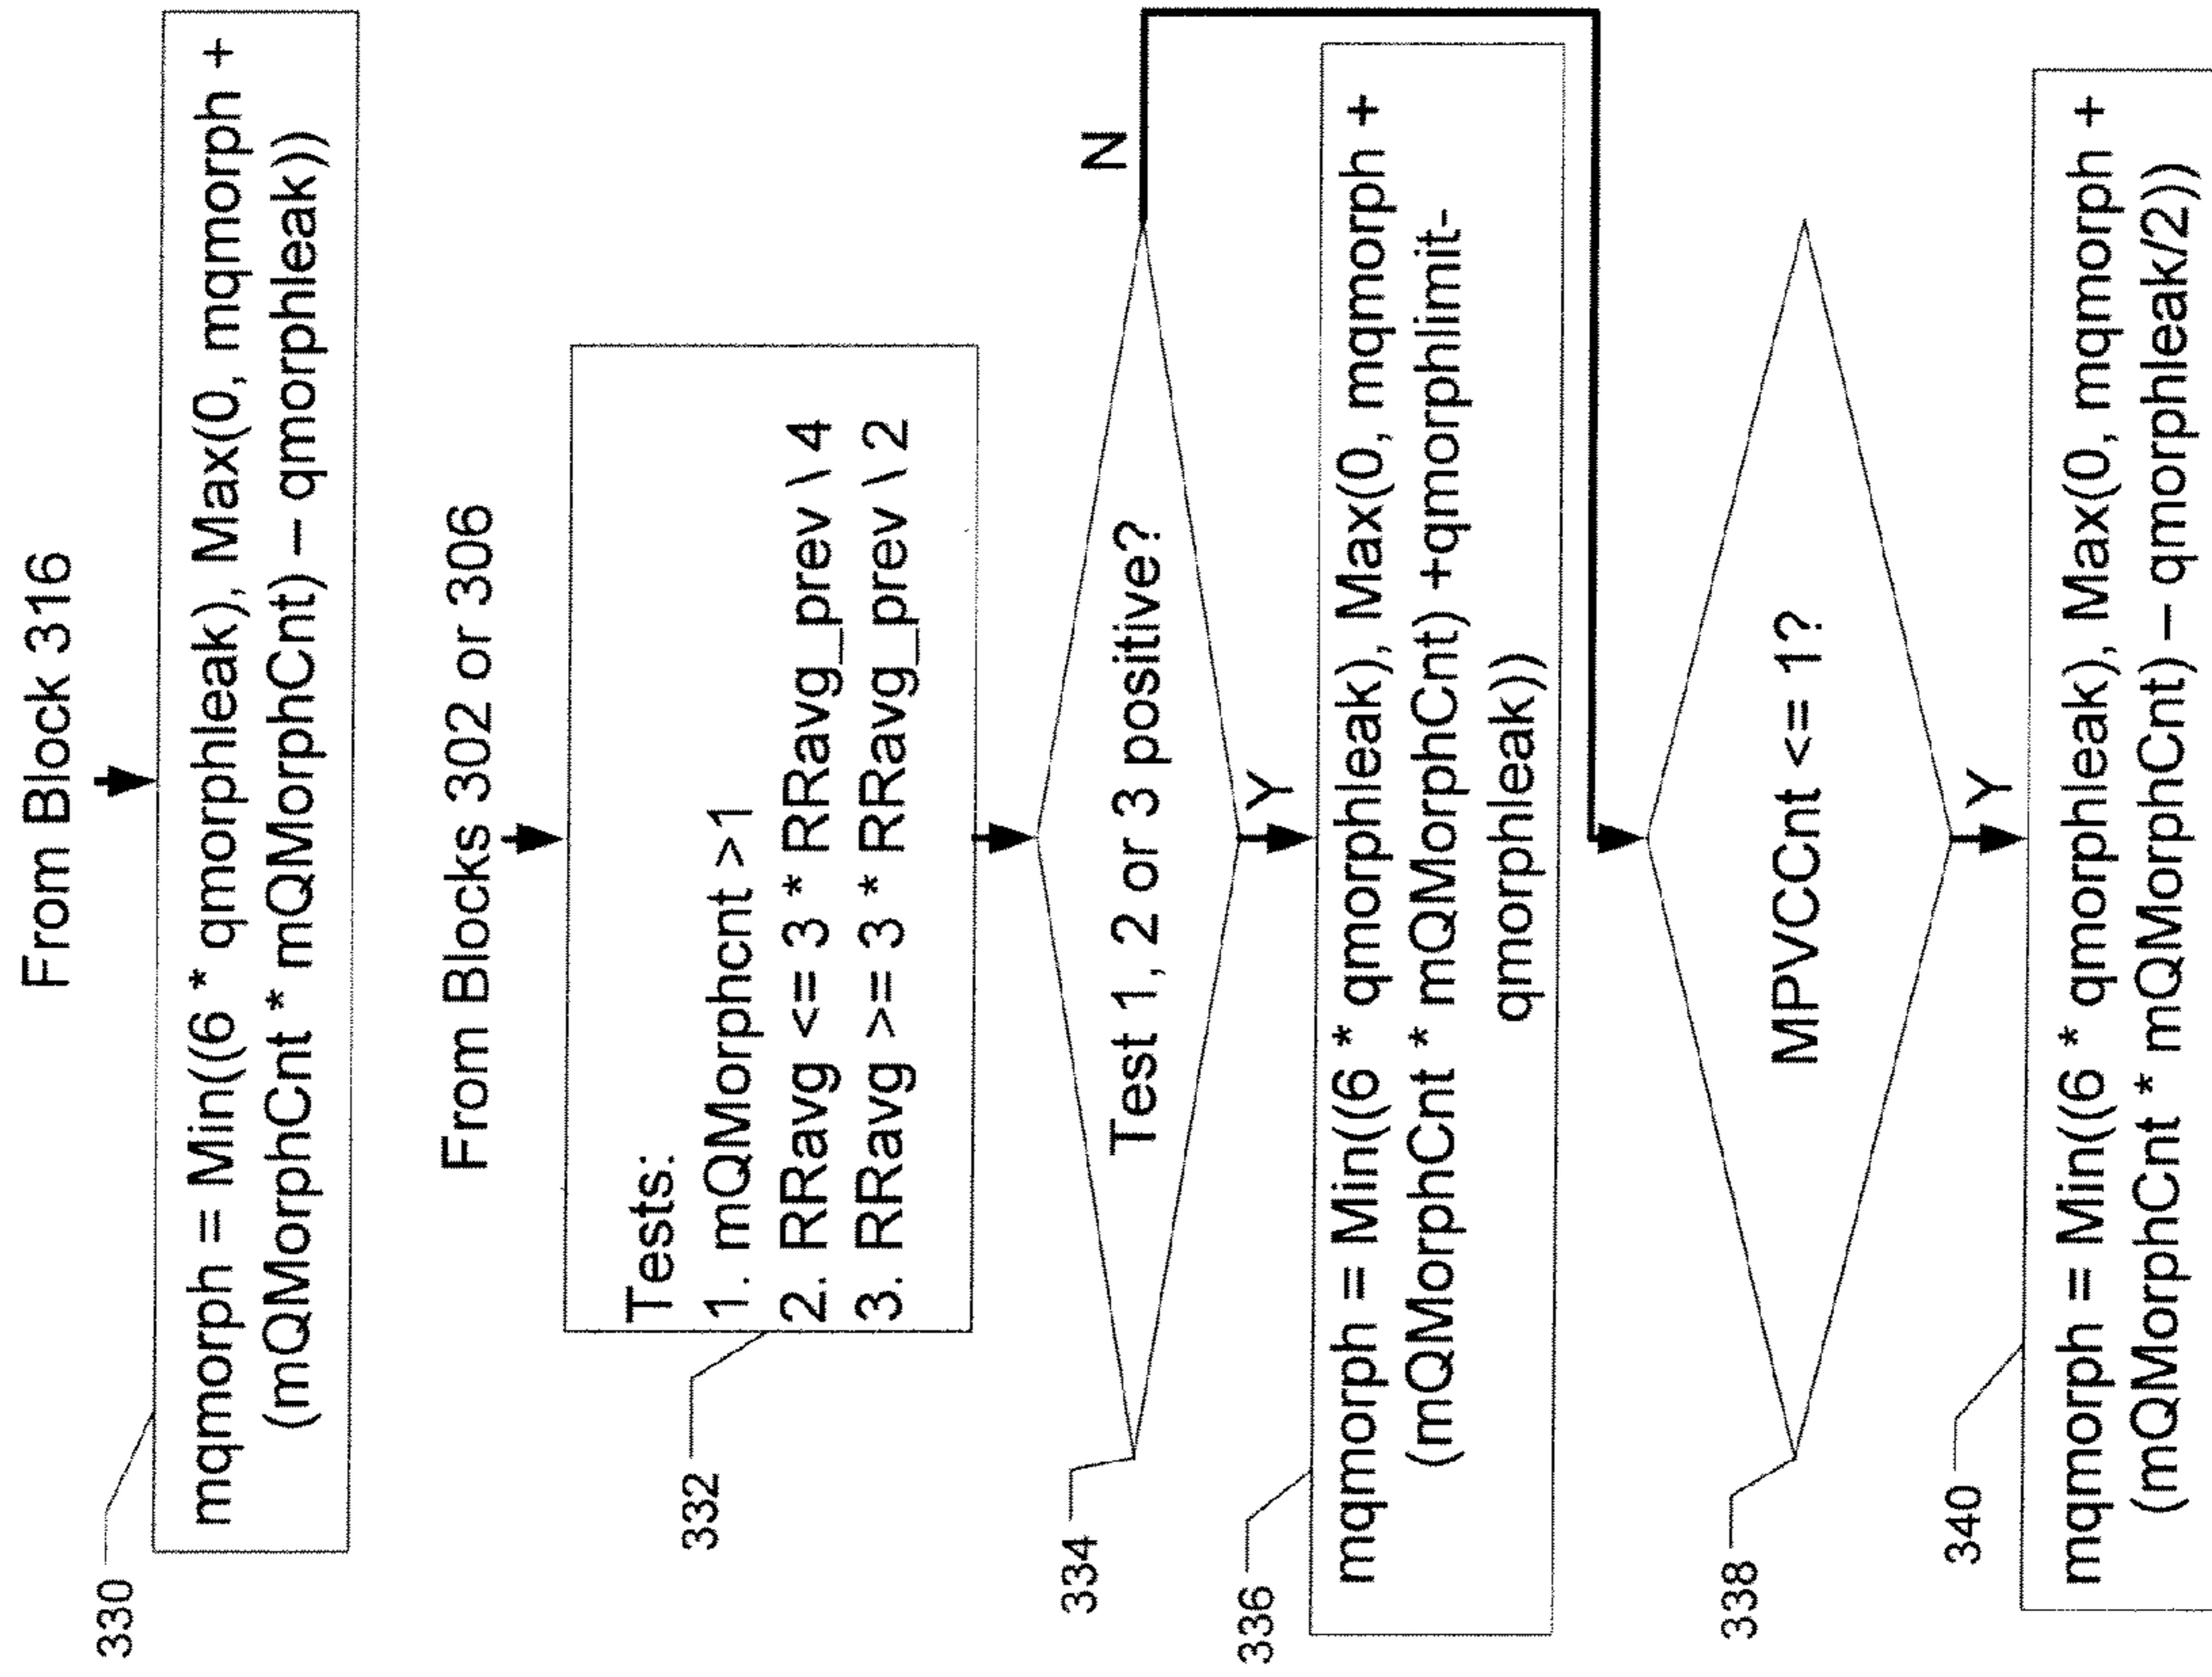 From Block 316
330
mqmorph = Min((6 * qmorphleak), Max(0, mqmorph +
(mQMorphCnt * mQMorphCnt) – qmorphleak))
From Blocks 302 or 306
332
Tests:
1. mQMorphcnt >1
2. RRavg <= 3 * RRavg_prev \ 4
3. RRavg >= 3 * RRavg_prev \ 2
334
Test 1, 2 or 3 positive?
N
Y
336
mqmorph = Min((6 * qmorphleak), Max(0, mqmorph +
(mQMorphCnt * mQMorphCnt) +qmorphlimit-
qmorphleak))
338
MPVCCnt <= 1?
Y
340
mqmorph = Min((6 * qmorphleak), Max(0, mqmorph +
(mQMorphCnt * mQMorphCnt) – qmorphleak/2))